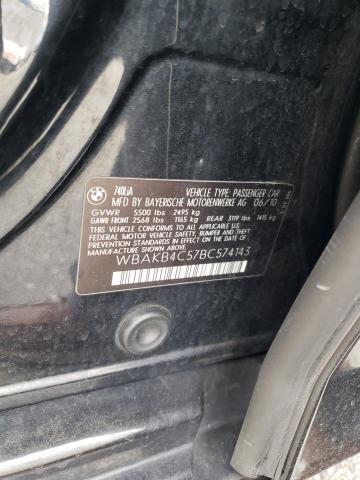 BMW
740LiA VEHICLE TYPE: PASSENGER CAR
MFD BY BAYERISCHE MOTORENWERKE AG 06/10
GVWR 5500 lbs 2495 kg
GAWR FRONT 2568 lbs 1165 kg REAR 3119 lbs 1415 kg
THIS VEHICLE CONFORMS TO ALL APPLICABLE U.S.
FEDERAL MOTOR VEHICLE SAFETY, BUMPER, AND THEFT
PREVENTION STANDARDS IN EFFECT ON THE DATE OF
MANUFACTURE SHOWN ABOVE.
WBAKB4C57BC574143